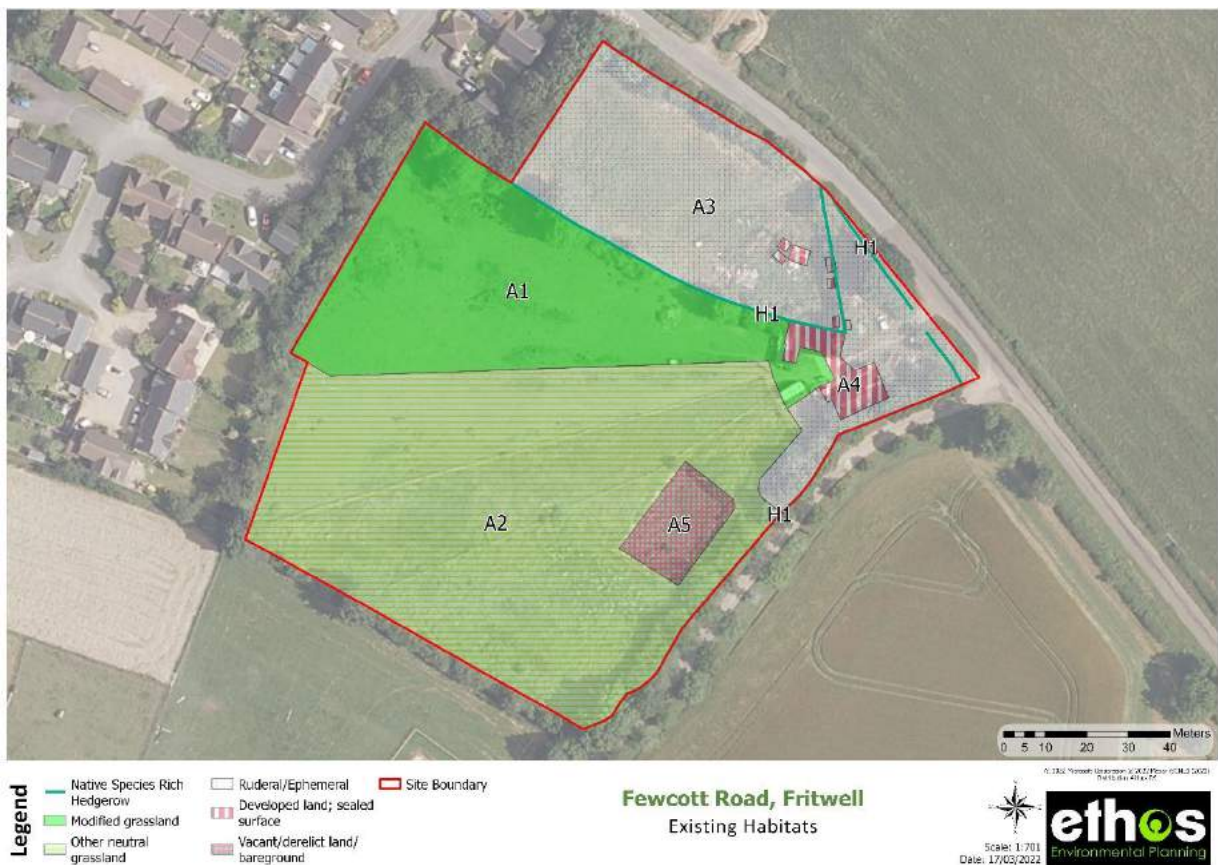 A3
H1
A1
H1
A4
A2
A5
H1
Meters
0 5 10 20 30 40
Legend
Native Species Rich
Hedgerow
Modified grassland
Other neutral
grassland
Ruderal/Ephemeral
Developed land; sealed
surface
Vacant/derelict land/
bareground
Site Boundary
Fewcott Road, Fritwell
Existing Habitats
Scale: 1:701
Date: 17/03/2022
ethos
Environmental Planning